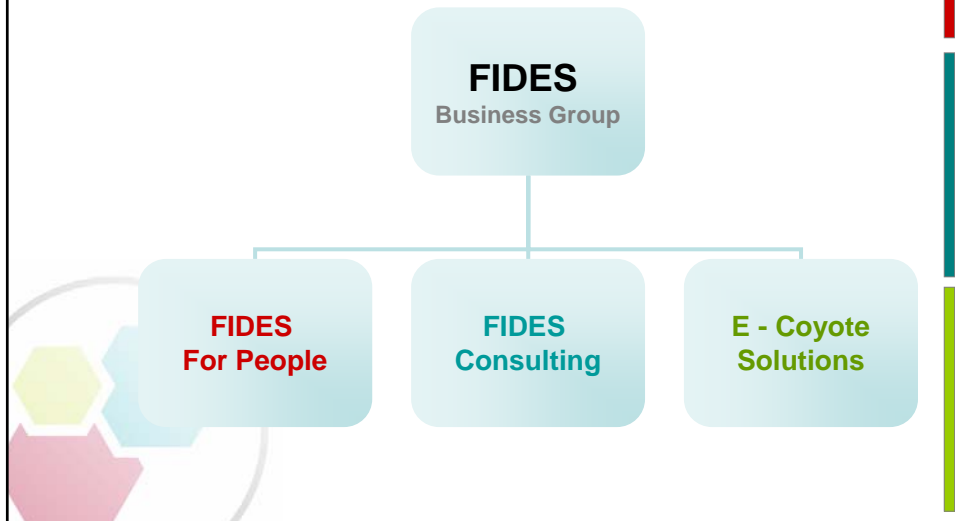 FIDES
Business Group
FIDES
For People
FIDES
Consulting
E - Coyote
Solutions